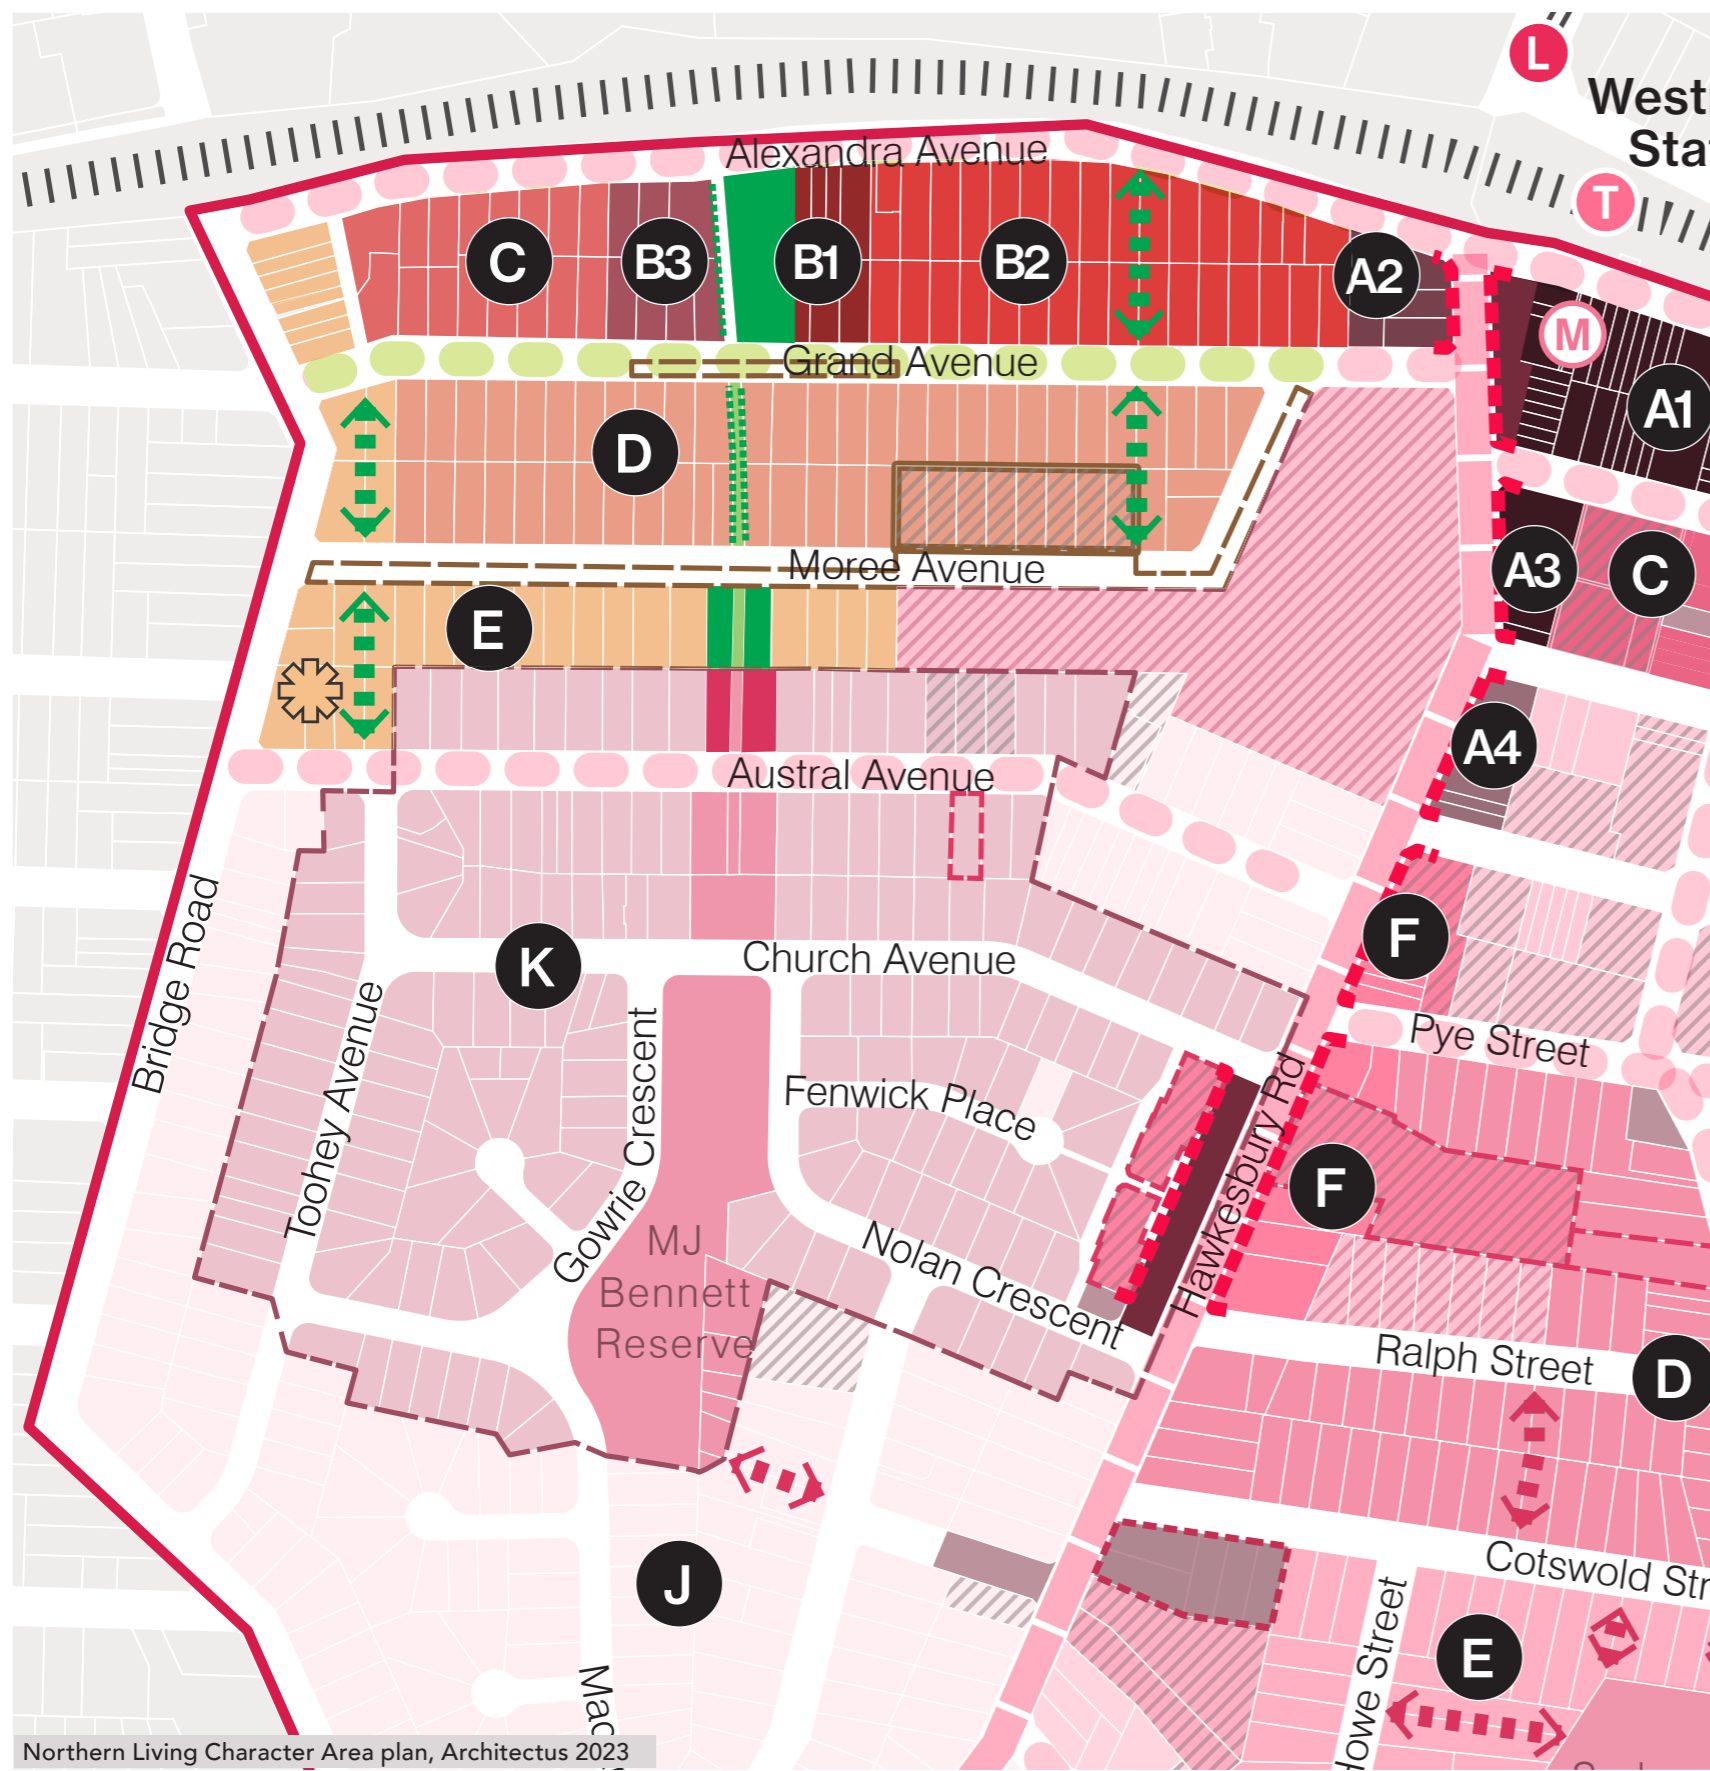 L
West
Sta
T
Alexandra Avenue
C
B3
B1
B2
A2
M
A1
Grand Avenue
D
Moree Avenue
A3
C
E
A4
Austral Avenue
Bridge Road
K
Church Avenue
F
Pye Street
Toohey Avenue
Gowrie Crescent
Fenwick Place
Hawkesbury Rd
F
MJ
Bennett
Reserve
Nolan Crescent
Ralph Street
D
J
Cotswold Str
Howe Street
E
Northern Living Character Area plan, Architectus 2023